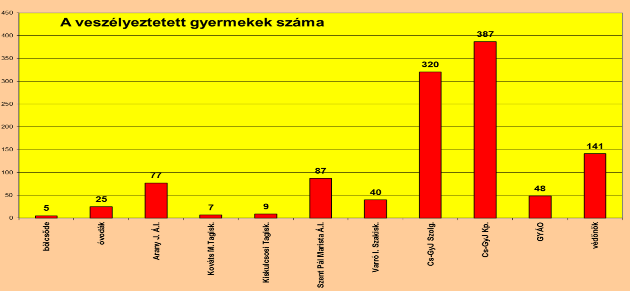 A veszélyeztetett gyermekek száma
450
400
350
300
250
200
150
100
50
0
5
25
77
7
9
87
40
320
387
48
141
bölcsőde
óvodák
Arany J. Á.I.
Kováts M.Tagisk.
Kiskulcsosi Tagisk.
Szent Pál Marista Á.I.
Varró I. Szakisk.
Cs-GyJ Szolg.
Cs-GyJ Kp.
GYÁO
védőnők